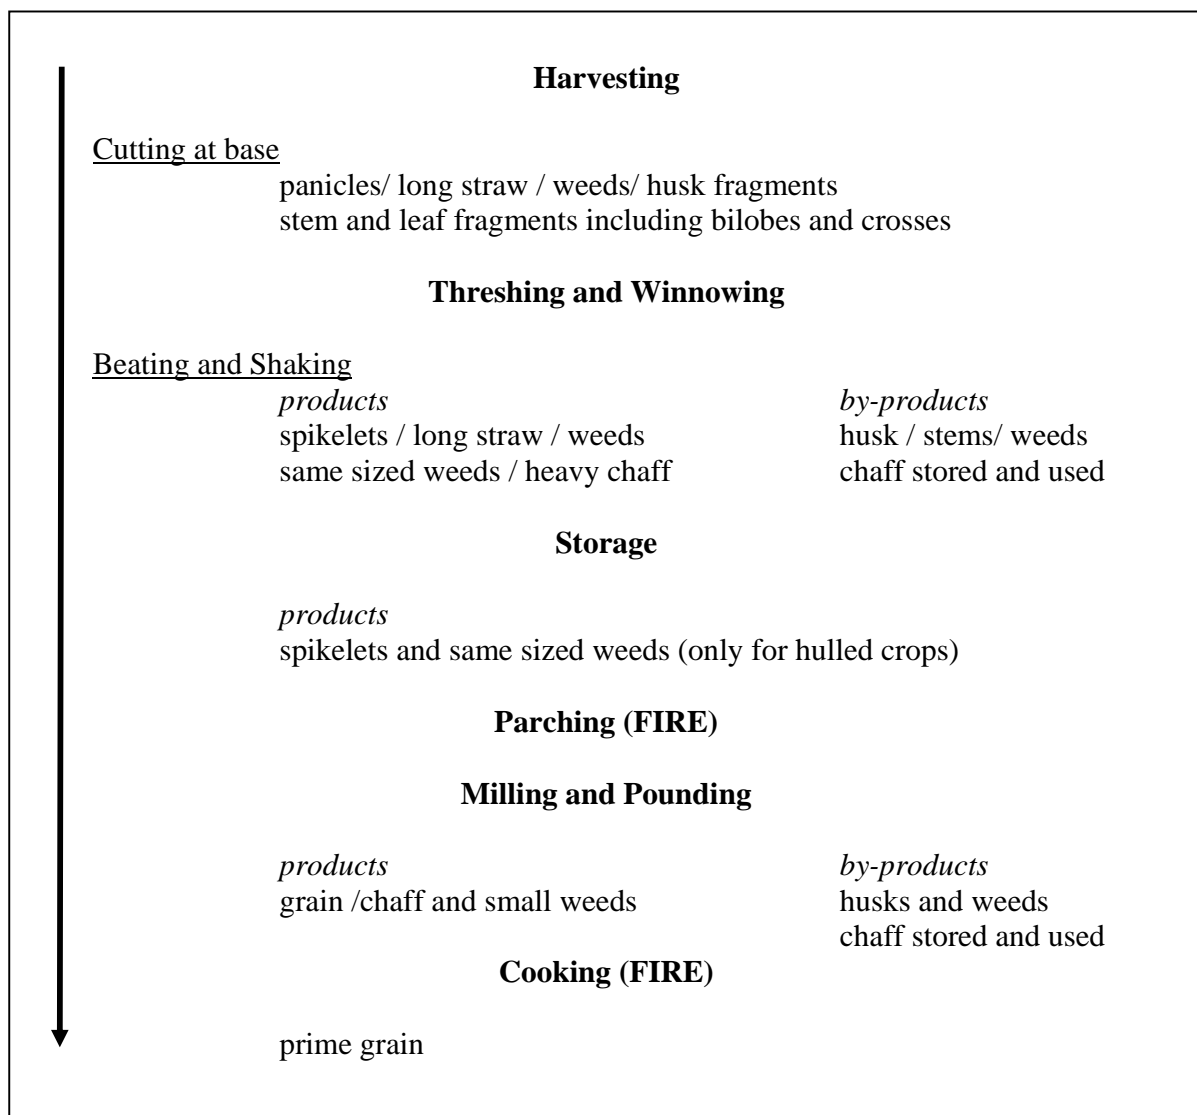 Harvesting
Cutting at base
panicles/ long straw / weeds/ husk fragments
stem and leaf fragments including bilobes and crosses
Threshing and Winnowing
Beating and Shaking
products by-products
spikelets / long straw / weeds husk / stems/ weeds
same sized weeds / heavy chaff chaff stored and used
Storage
products
spikelets and same sized weeds (only for hulled crops)
Parching (FIRE)
Milling and Pounding
products by-products
grain /chaff and small weeds husks and weeds
chaff stored and used
Cooking (FIRE)
prime grain